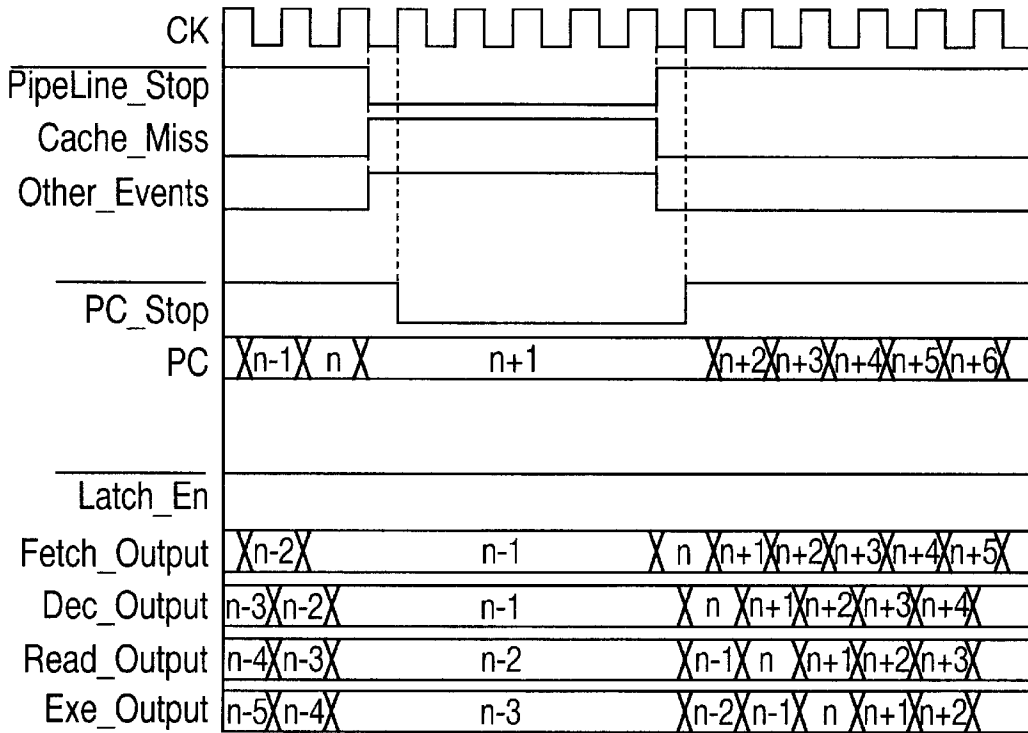 CK
PipeLine_Stop
Cache_Miss
Other_Events
PC_Stop
PC n-1 n n+1 n+2 n+3 n+4 n+5 n+6
Latch_En
Fetch_Output n-2 n-1 n n+1 n+2 n+3 n+4 n+5
Dec_Output n-3 n-2 n-1 n n+1 n+2 n+3 n+4
Read_Output n-4 n-3 n-2 n-1 n n+1 n+2 n+3
Exe_Output n-5 n-4 n-3 n-2 n-1 n n+1 n+2